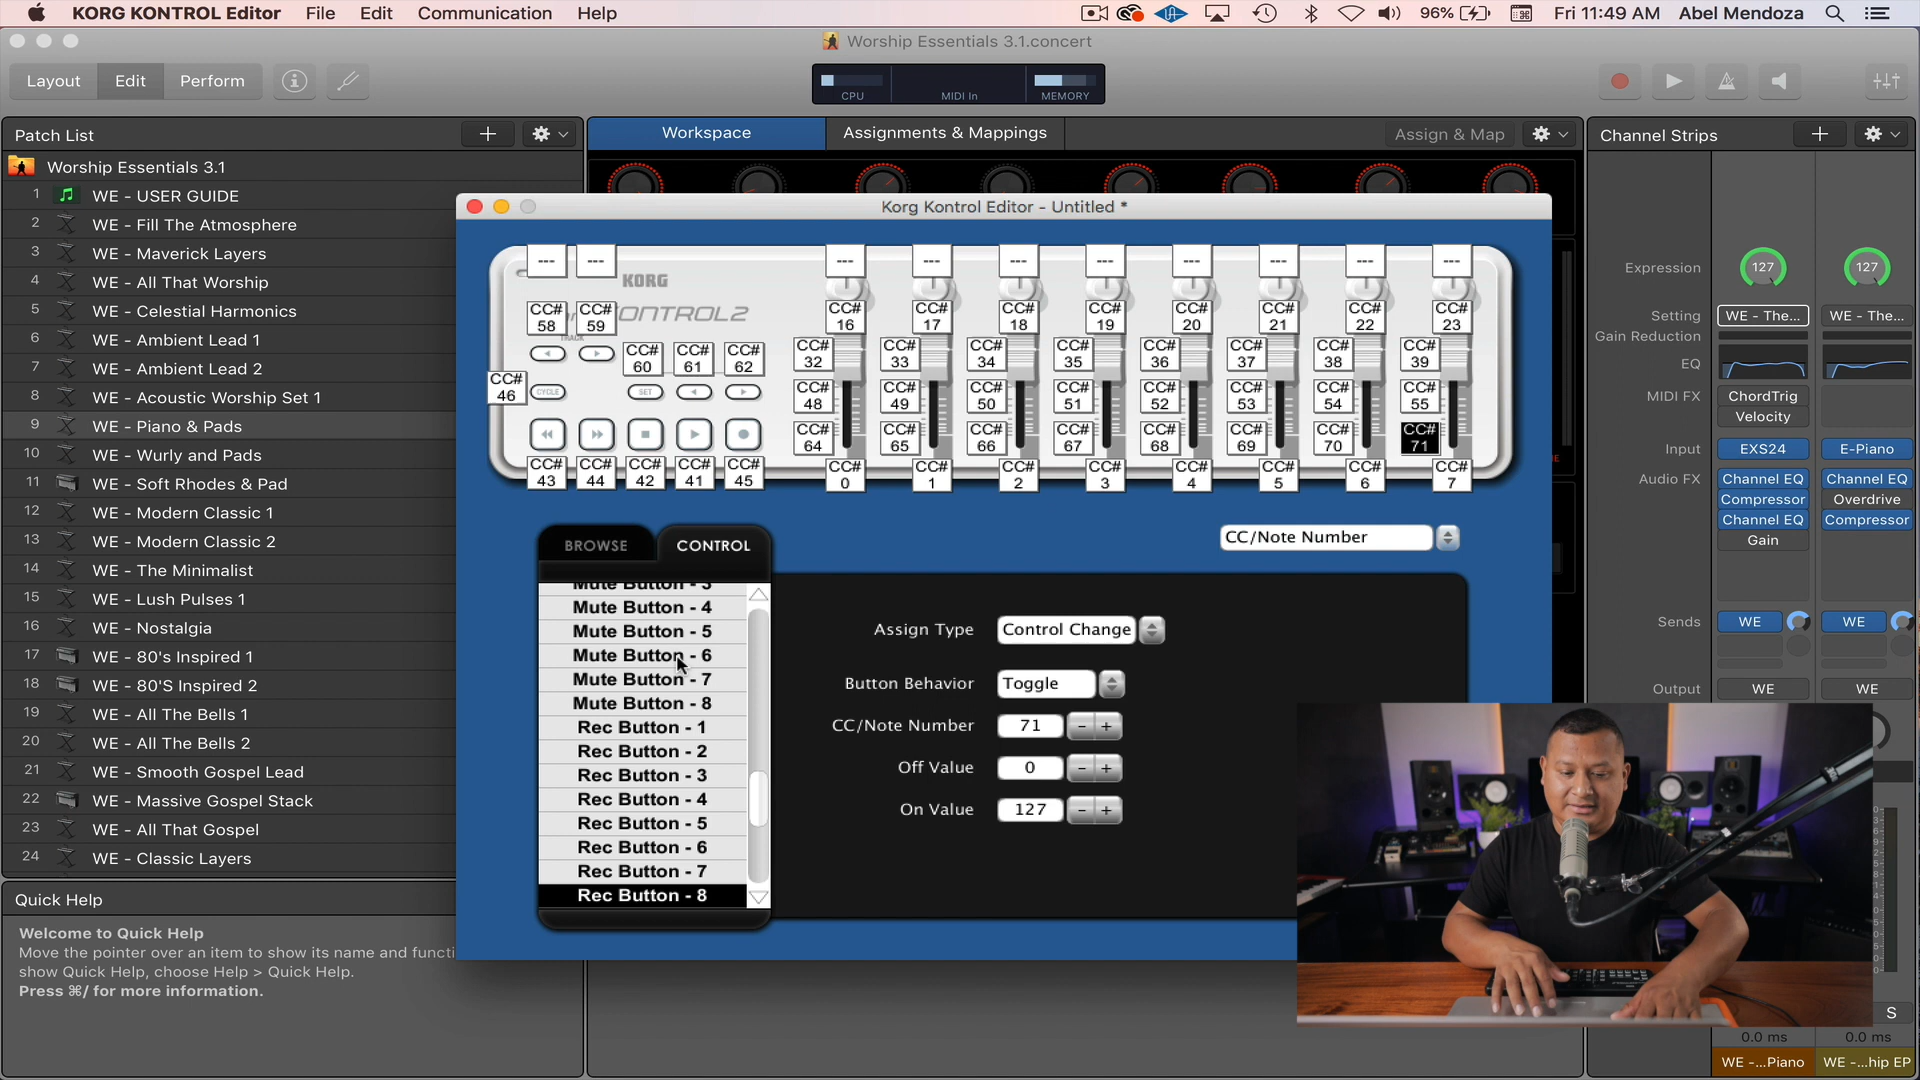 KORG KONTROL Editor File Edit Communication Help 96% Fri 11:49 AM Abel Mendoza
Worship Essentials 3.1.concert
Layout Edit Perform
CPU MIDI In MEMORY
Patch List
Workspace Assignments & Mappings Assign & Map
Channel Strips
Worship Essentials 3.1
1 WE - USER GUIDE
2 WE - Fill The Atmosphere
3 WE - Maverick Layers
4 WE - All That Worship
5 WE - Celestial Harmonics
6 WE - Ambient Lead 1
7 WE - Ambient Lead 2
8 WE - Acoustic Worship Set 1
9 WE - Piano & Pads
10 WE - Wurly and Pads
11 WE - Soft Rhodes & Pad
12 WE - Modern Classic 1
13 WE - Modern Classic 2
14 WE - The Minimalist
15 WE - Lush Pulses 1
16 WE - Nostalgia
17 WE - 80's Inspired 1
18 WE - 80'S Inspired 2
19 WE - All The Bells 1
20 WE - All The Bells 2
21 WE - Smooth Gospel Lead
22 WE - Massive Gospel Stack
23 WE - All That Gospel
24 WE - Classic Layers
Quick Help
Welcome to Quick Help
Move the pointer over an item to show its name and functi
show Quick Help, choose Help > Quick Help.
Press ⌘/ for more information.
Korg Kontrol Editor - Untitled *
--- --- --- --- --- --- --- --- --- ---
KORG
ONTROL2
CC# 58 CC# 59
TRACK
CC# 16 CC# 17 CC# 18 CC# 19 CC# 20 CC# 21 CC# 22 CC# 23
CC# 60 CC# 61 CC# 62
CC# 32 CC# 33 CC# 34 CC# 35 CC# 36 CC# 37 CC# 38 CC# 39
CC# 46
CYCLE SET
CC# 48 CC# 49 CC# 50 CC# 51 CC# 52 CC# 53 CC# 54 CC# 55
CC# 64 CC# 65 CC# 66 CC# 67 CC# 68 CC# 69 CC# 70 CC# 71
CC# 43 CC# 44 CC# 42 CC# 41 CC# 45
CC# 0 CC# 1 CC# 2 CC# 3 CC# 4 CC# 5 CC# 6 CC# 7
BROWSE CONTROL
CC/Note Number
Mute Button - 3
Mute Button - 4
Mute Button - 5
Mute Button - 6
Mute Button - 7
Mute Button - 8
Rec Button - 1
Rec Button - 2
Rec Button - 3
Rec Button - 4
Rec Button - 5
Rec Button - 6
Rec Button - 7
Rec Button - 8
Assign Type Control Change
Button Behavior Toggle
CC/Note Number 71 - +
Off Value 0 - +
On Value 127 - +
Expression 127 127
Setting WE - The... WE - The...
Gain Reduction
EQ
MIDI FX ChordTrig
Velocity
Input EXS24 E-Piano
Audio FX Channel EQ Channel EQ
Compressor Overdrive
Channel EQ Compressor
Gain
Sends WE WE
Output WE WE
S
0.0 ms 0.0 ms
WE -...Piano WE -...hip EP